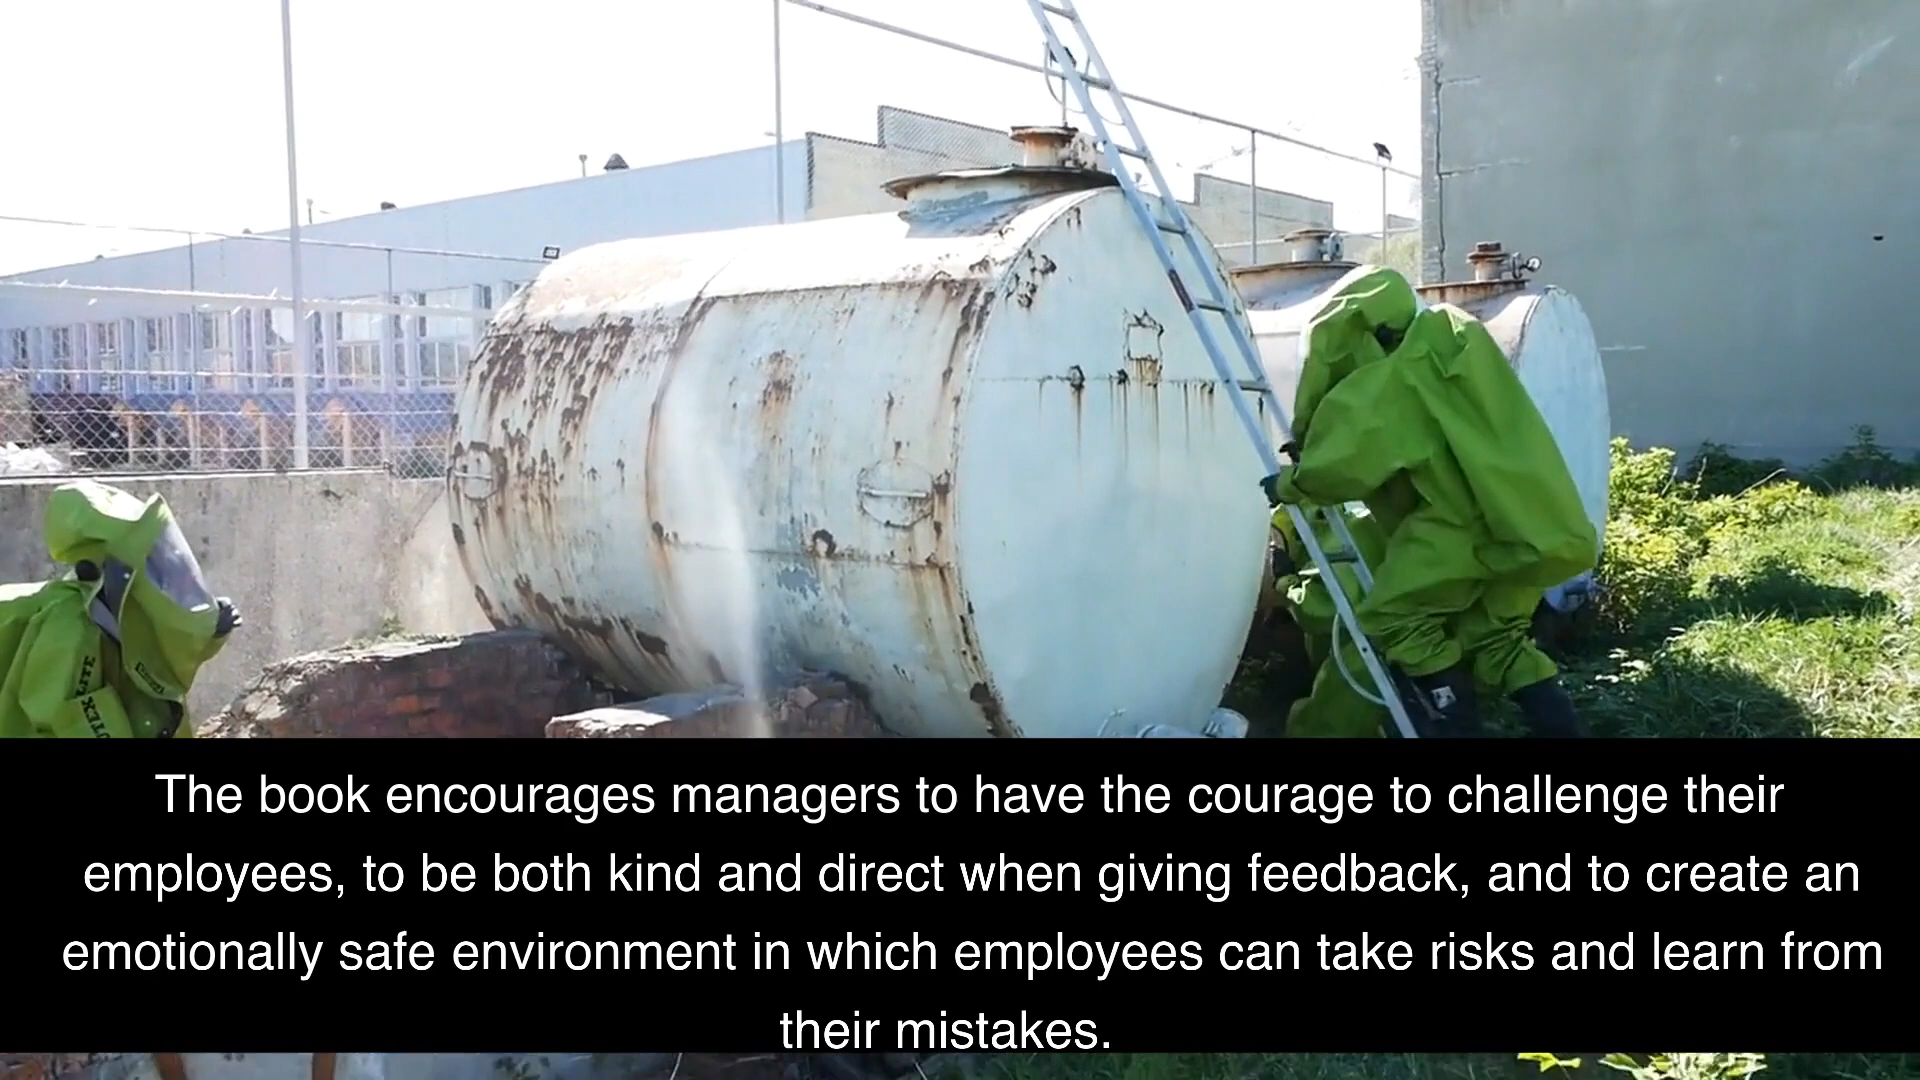 The book encourages managers to have the courage to challenge their
employees, to be both kind and direct when giving feedback, and to create an
emotionally safe environment in which employees can take risks and learn from
their mistakes.